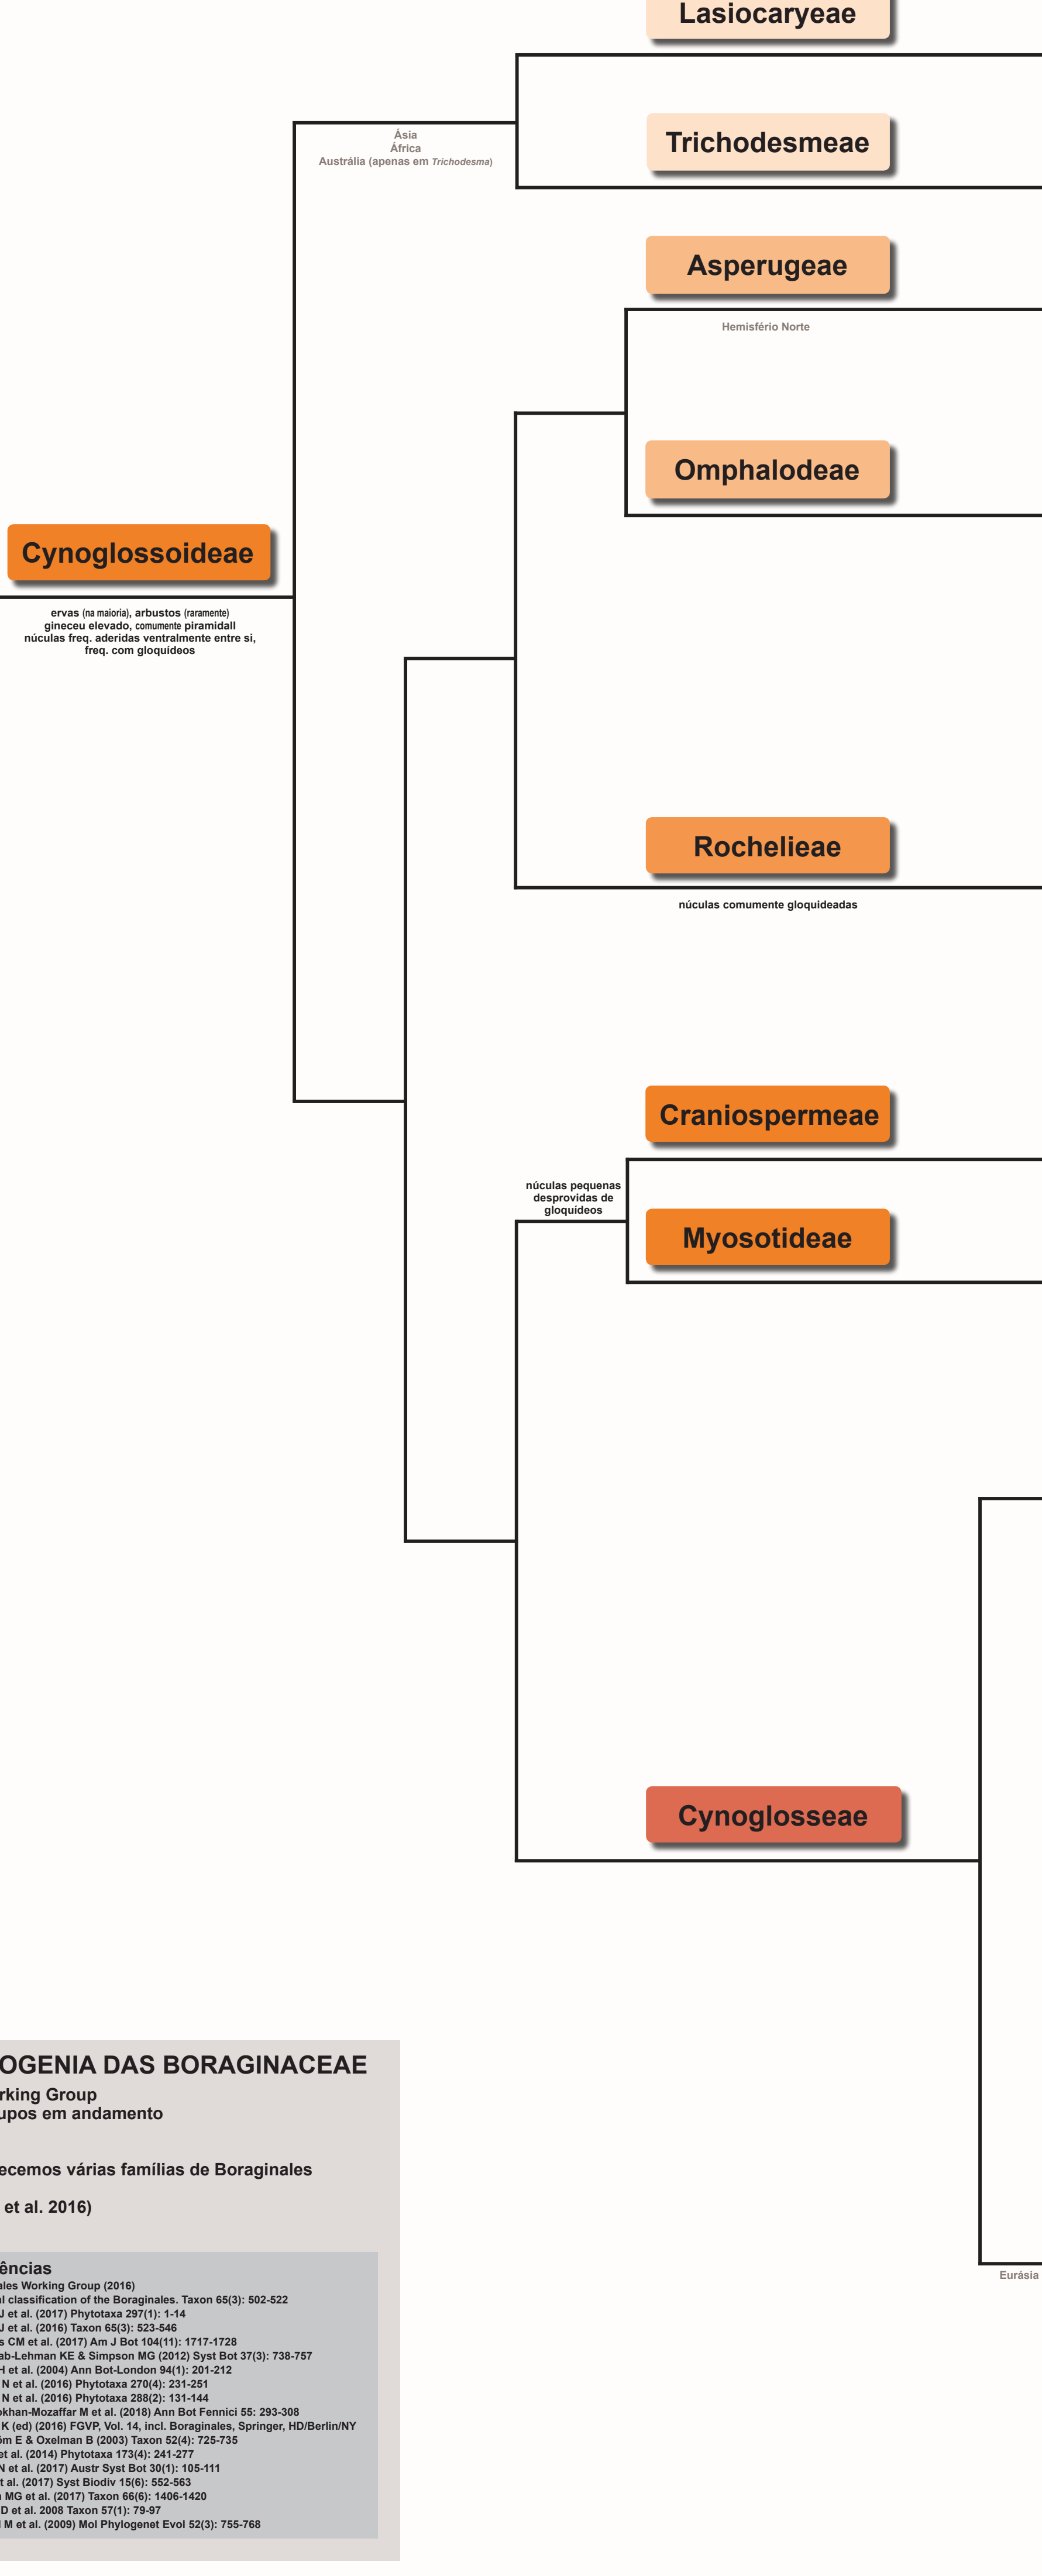 Lasiocaryeae
Ásia
África
Austrália (apenas em Trichodesma)
Trichodesmeae
Asperugeae
Hemisfério Norte
Omphalodeae
Cynoglossoideae
ervas (na maioria), arbustos (raramente)
gineceu elevado, comumente piramidall
núculas freq. aderidas ventralmente entre si,
freq. com gloquídeos
Rochelieae
núculas comumente gloquideadas
Craniospermeae
núculas pequenas
desprovidas de
gloquídeos
Myosotideae
Cynoglosseae
Eurásia
OGENIA DAS BORAGINACEAE
rking Group
upos em andamento
ecemos várias famílias de Boraginales
et al. 2016)
ências
ales Working Group (2016)
al classification of the Boraginales. Taxon 65(3): 502-522
J et al. (2017) Phytotaxa 297(1): 1-14
J et al. (2016) Taxon 65(3): 523-546
s CM et al. (2017) Am J Bot 104(11): 1717-1728
ab-Lehman KE & Simpson MG (2012) Syst Bot 37(3): 738-757
H et al. (2004) Ann Bot-London 94(1): 201-212
N et al. (2016) Phytotaxa 270(4): 231-251
N et al. (2016) Phytotaxa 288(2): 131-144
okhan-Mozaffar M et al. (2018) Ann Bot Fennici 55: 293-308
K (ed) (2016) FGVP, Vol. 14, incl. Boraginales, Springer, HD/Berlin/NY
öm E & Oxelman B (2003) Taxon 52(4): 725-735
et al. (2014) Phytotaxa 173(4): 241-277
N et al. (2017) Austr Syst Bot 30(1): 105-111
t al. (2017) Syst Biodiv 15(6): 552-563
n MG et al. (2017) Taxon 66(6): 1406-1420
D et al. 2008 Taxon 57(1): 79-97
M et al. (2009) Mol Phylogenet Evol 52(3): 755-768